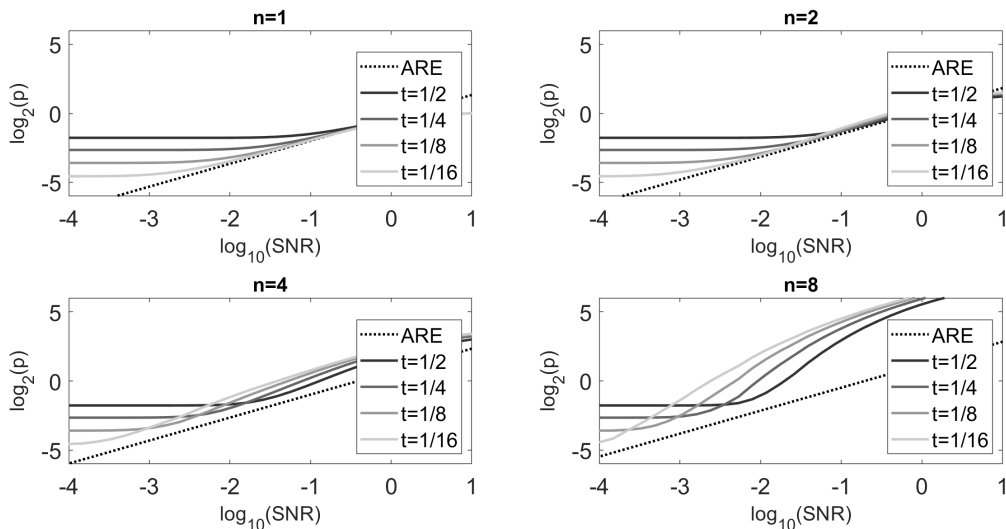 n=1
log2(p)
5
0
-5
ARE
t=1/2
t=1/4
t=1/8
t=1/16
-4 -3 -2 -1 0 1
log10(SNR)
n=2
log2(p)
5
0
-5
ARE
t=1/2
t=1/4
t=1/8
t=1/16
-4 -3 -2 -1 0 1
log10(SNR)
n=4
log2(p)
5
0
-5
ARE
t=1/2
t=1/4
t=1/8
t=1/16
-4 -3 -2 -1 0 1
log10(SNR)
n=8
log2(p)
5
0
-5
ARE
t=1/2
t=1/4
t=1/8
t=1/16
-4 -3 -2 -1 0 1
log10(SNR)